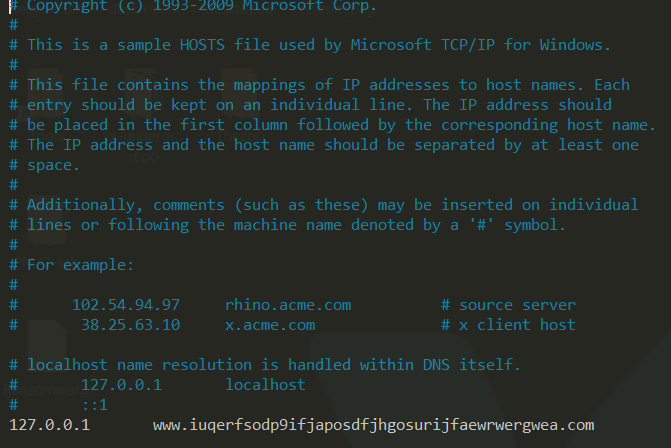 # Copyright (c) 1993-2009 Microsoft Corp.
#
# This is a sample HOSTS file used by Microsoft TCP/IP for Windows.
#
# This file contains the mappings of IP addresses to host names. Each
# entry should be kept on an individual line. The IP address should
# be placed in the first column followed by the corresponding host name.
# The IP address and the host name should be separated by at least one
# space.
#
# Additionally, comments (such as these) may be inserted on individual
# lines or following the machine name denoted by a '#' symbol.
#
# For example:
#
#      102.54.94.97     rhino.acme.com          # source server
#       38.25.63.10     x.acme.com              # x client host

# localhost name resolution is handled within DNS itself.
#       127.0.0.1       localhost
#       ::1
127.0.0.1       www.iuqerfsodp9ifjaposdfjhgosurijfaewrwergwea.com